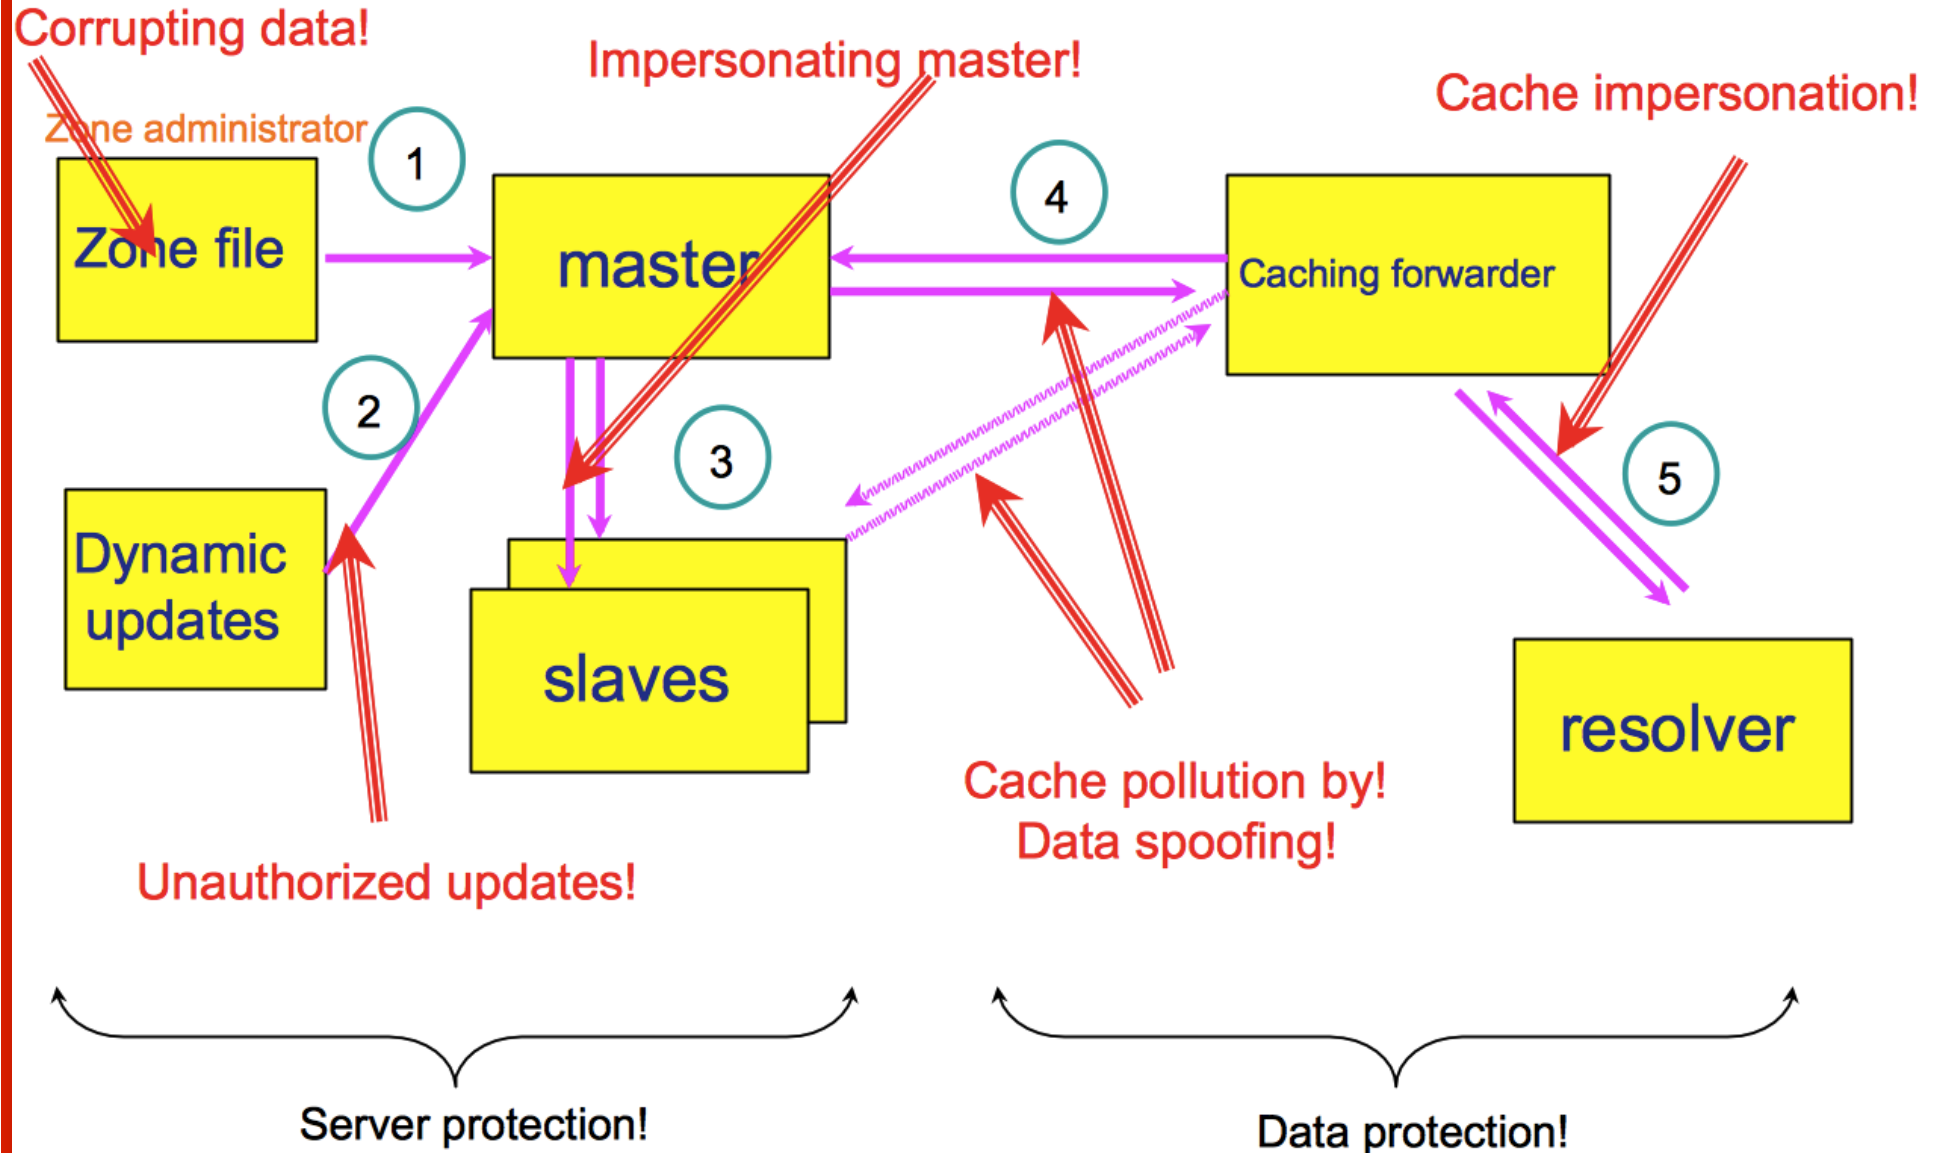 Corrupting data!
Impersonating master!
Cache impersonation!
Zone administrator
1
4
Zone file
master
Caching forwarder
2
3
5
Dynamic
updates
slaves
resolver
Cache pollution by!
Data spoofing!
Unauthorized updates!
Server protection!
Data protection!